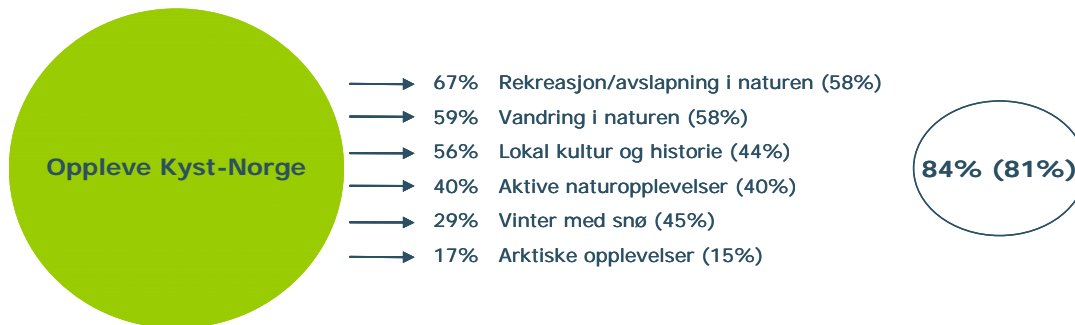 Oppleve Kyst-Norge
67% Rekreasjon/avslapning i naturen (58%)
59% Vandring i naturen (58%)
56% Lokal kultur og historie (44%)
40% Aktive naturopplevelser (40%)
29% Vinter med snø (45%)
17% Arktiske opplevelser (15%)
84% (81%)